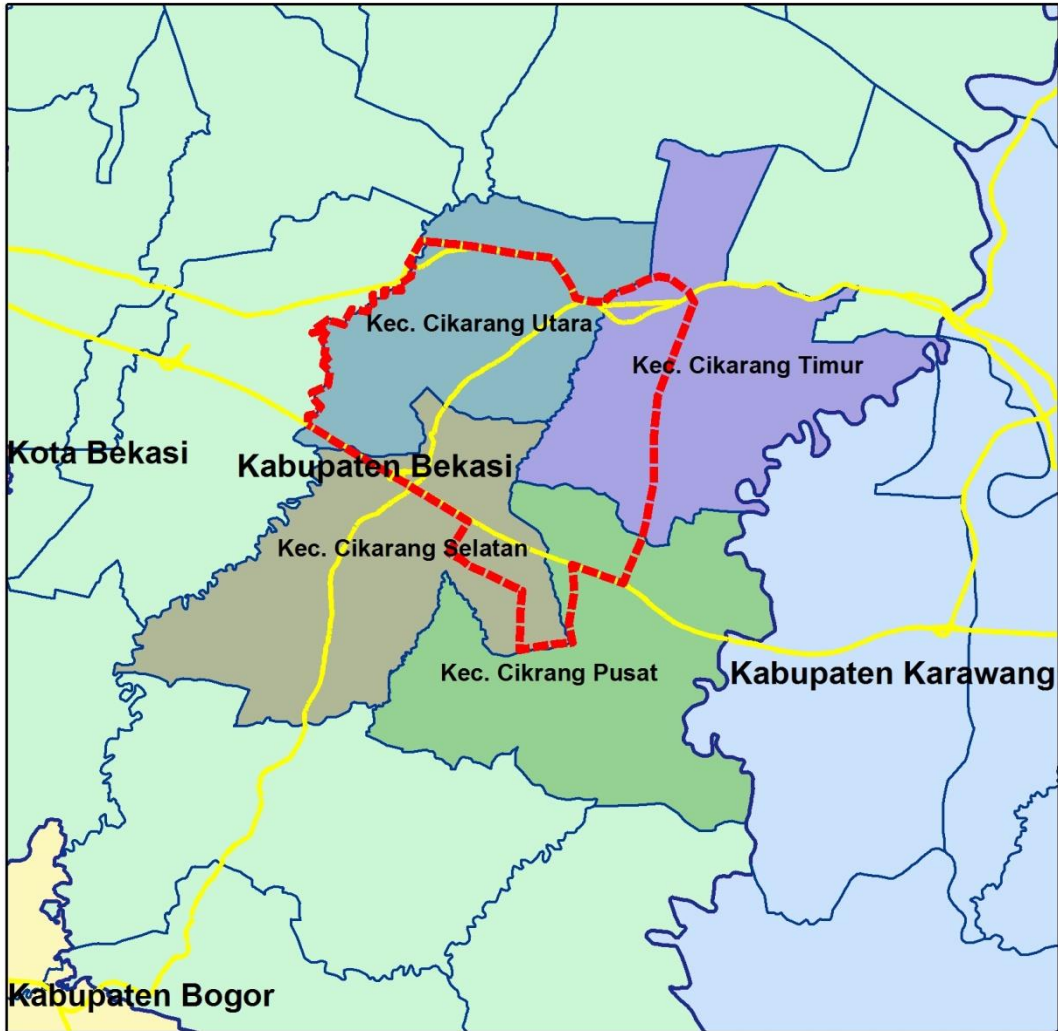 Kec. Cikarang Utara
Kec. Cikarang Timur
Kota Bekasi
Kabupaten Bekasi
Kec. Cikarang Selatan
Kec. Cikrang Pusat
Kabupaten Karawang
Kabupaten Bogor